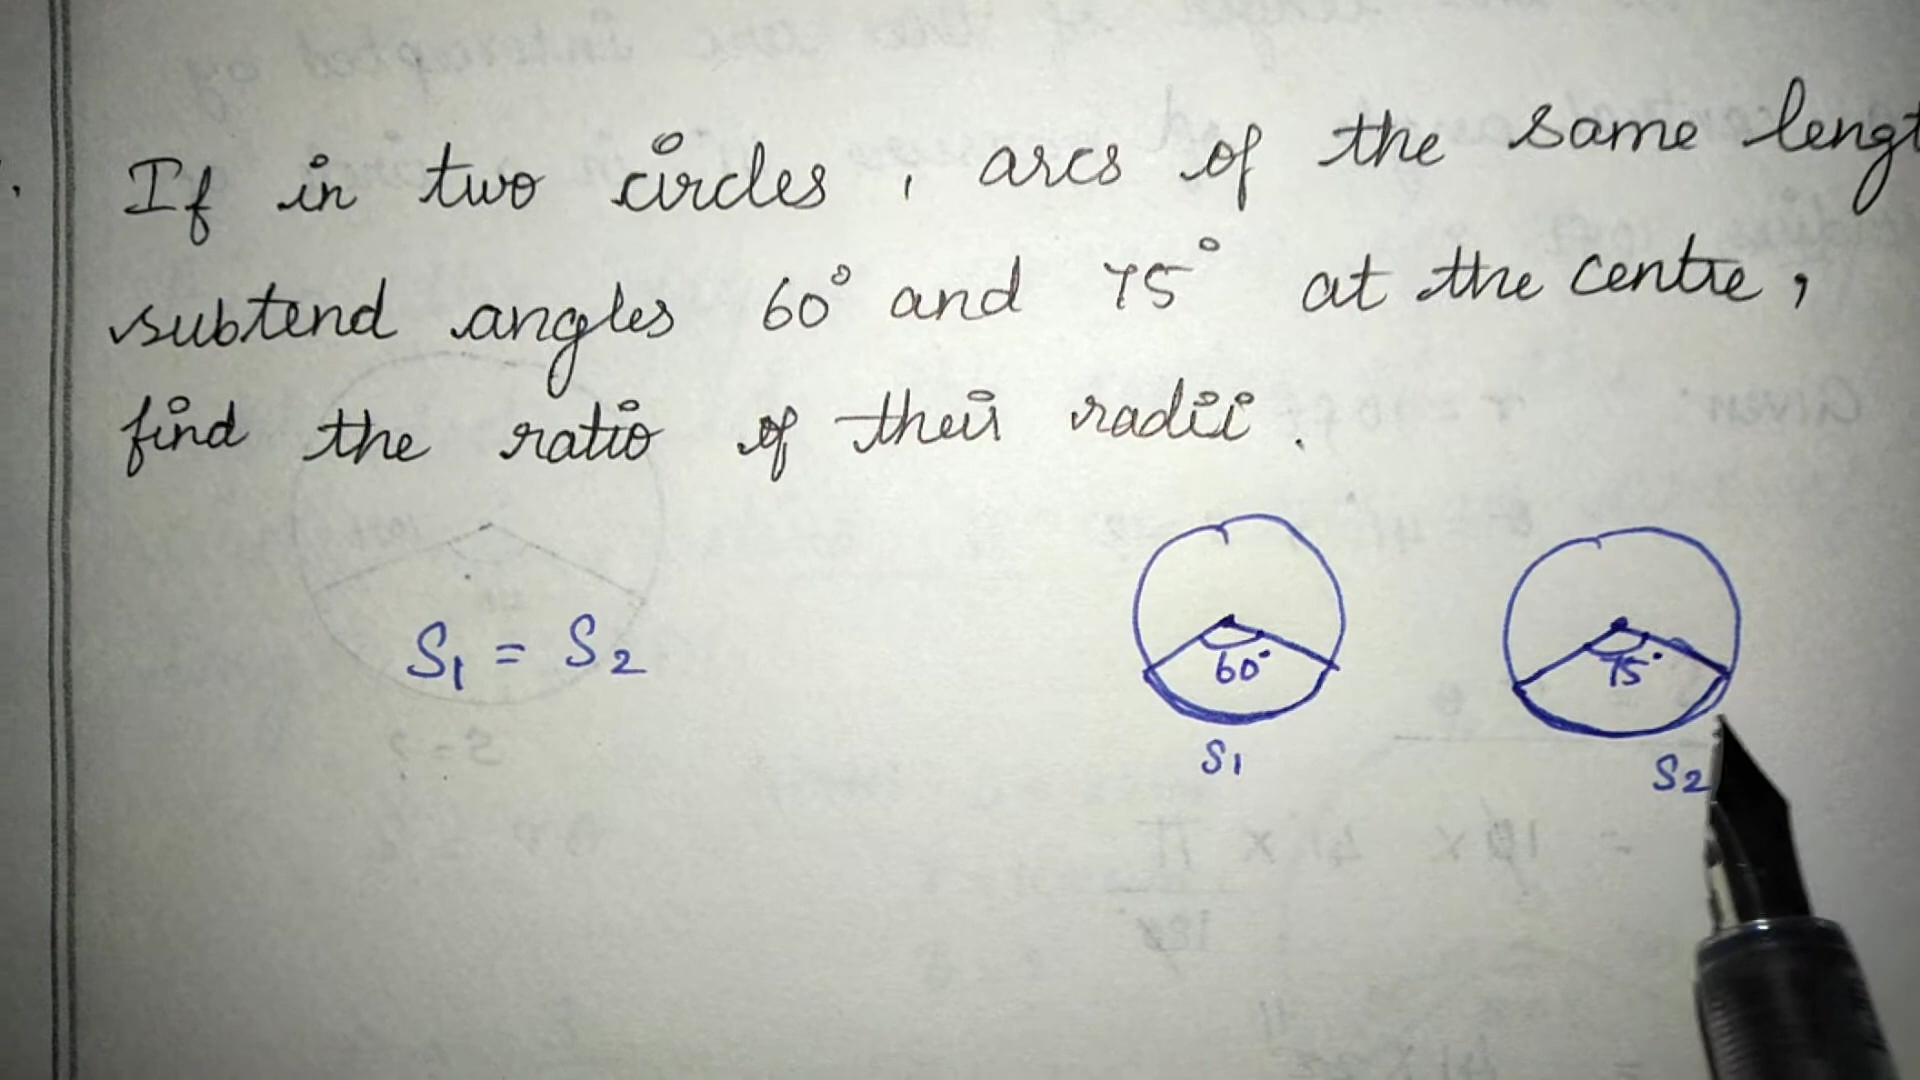 If in two circles, arcs of the same lengt
subtend angles 60° and 75° at the centre,
find the ratio of their radii.
S1 = S2
60°
75°
S1
S2